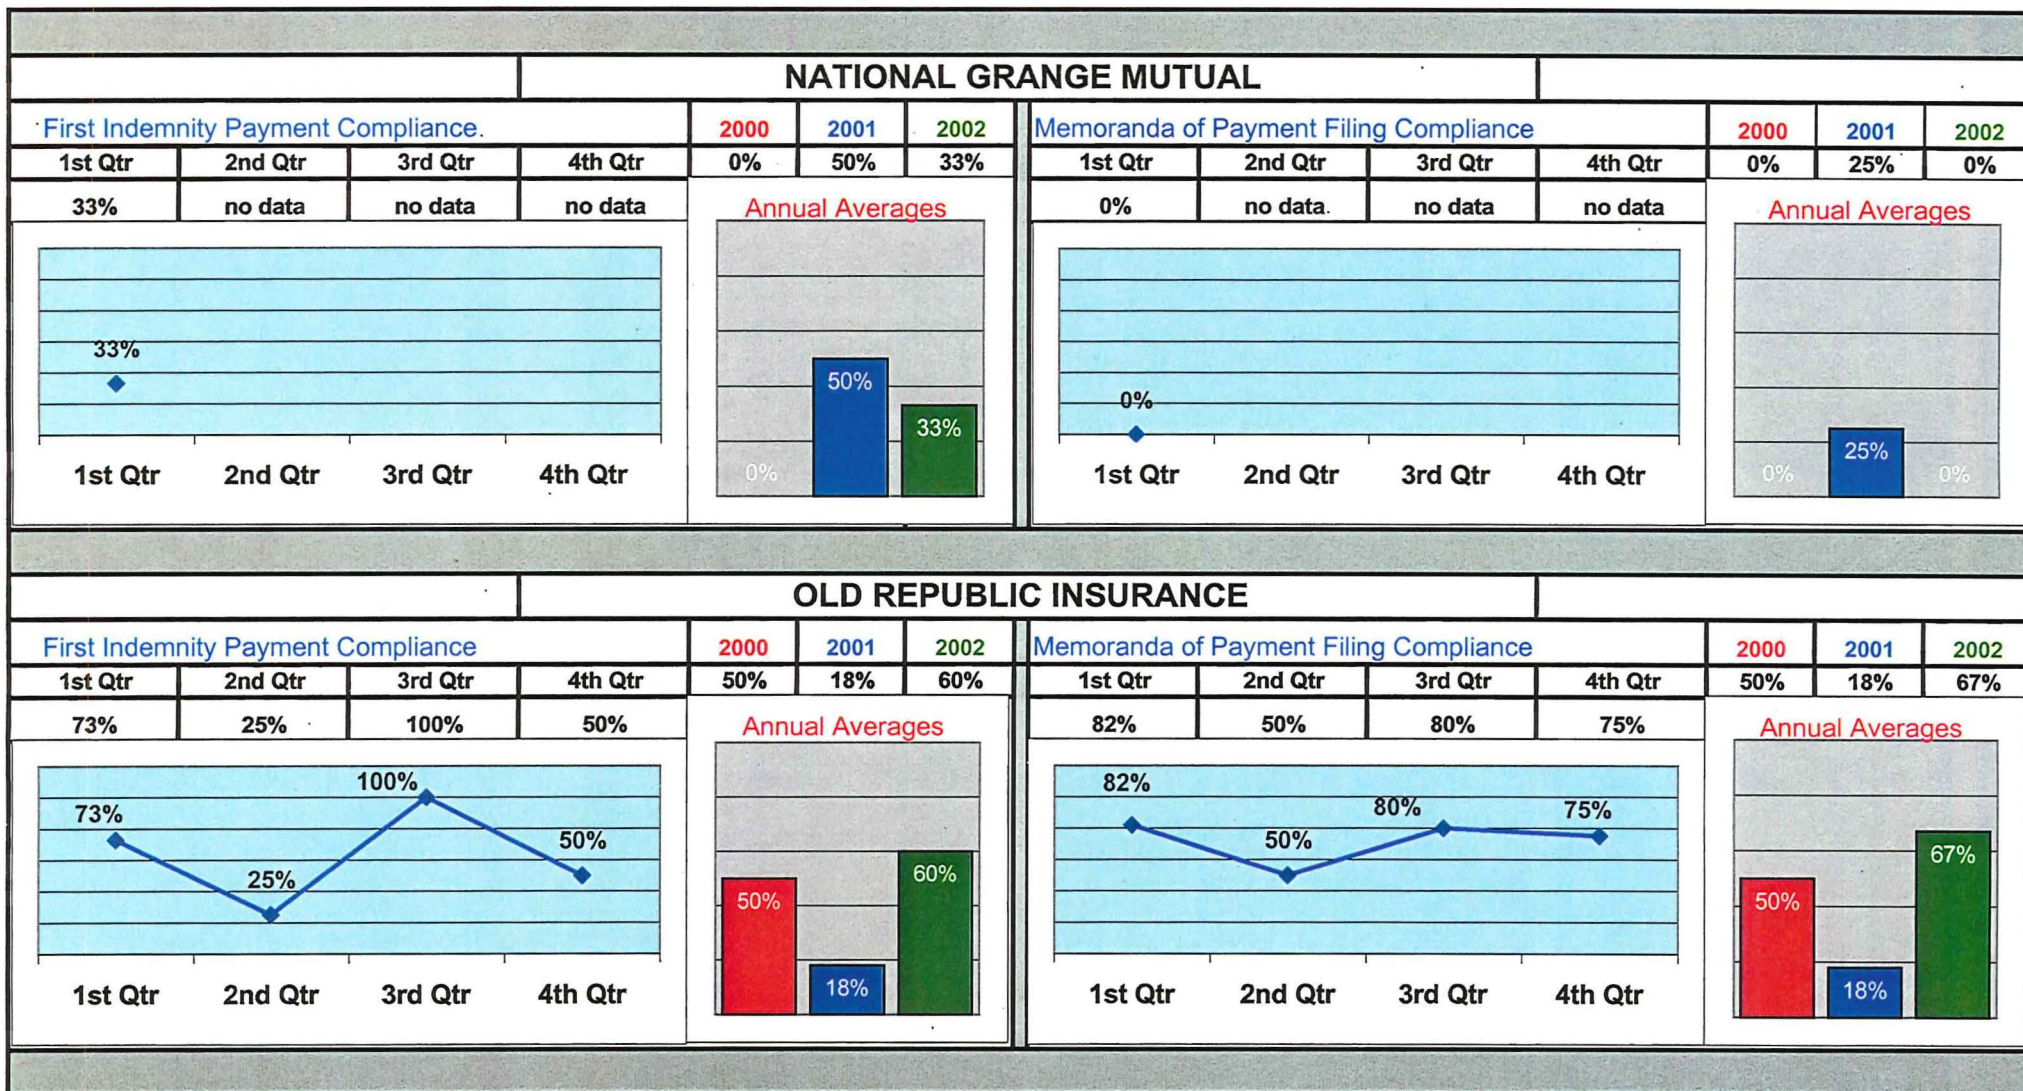 NATIONAL GRANGE MUTUAL
First Indemnity Payment Compliance. 2000 2001 2002
1st Qtr 2nd Qtr 3rd Qtr 4th Qtr 0% 50% 33%
33% no data no data no data
Annual Averages
33%
1st Qtr 2nd Qtr 3rd Qtr 4th Qtr
0% 50% 33%
Memoranda of Payment Filing Compliance 2000 2001 2002
1st Qtr 2nd Qtr 3rd Qtr 4th Qtr 0% 25% 0%
0% no data. no data no data
Annual Averages
0%
1st Qtr 2nd Qtr 3rd Qtr 4th Qtr
0% 25% 0%
OLD REPUBLIC INSURANCE
First Indemnity Payment Compliance 2000 2001 2002
1st Qtr 2nd Qtr 3rd Qtr 4th Qtr 50% 18% 60%
73% 25% 100% 50%
Annual Averages
73% 25% 100% 50%
1st Qtr 2nd Qtr 3rd Qtr 4th Qtr
50% 18% 60%
Memoranda of Payment Filing Compliance 2000 2001 2002
1st Qtr 2nd Qtr 3rd Qtr 4th Qtr 50% 18% 67%
82% 50% 80% 75%
Annual Averages
82% 50% 80% 75%
1st Qtr 2nd Qtr 3rd Qtr 4th Qtr
50% 18% 67%